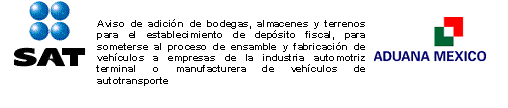 SAT
Aviso de adición de bodegas, almacenes y terrenos
para el establecimiento de depósito fiscal, para
someterse al proceso de ensamble y fabricación de
vehículos a empresas de la industria automotriz
terminal o manufacturera de vehículos de
autotransporte
ADUANA MEXICO